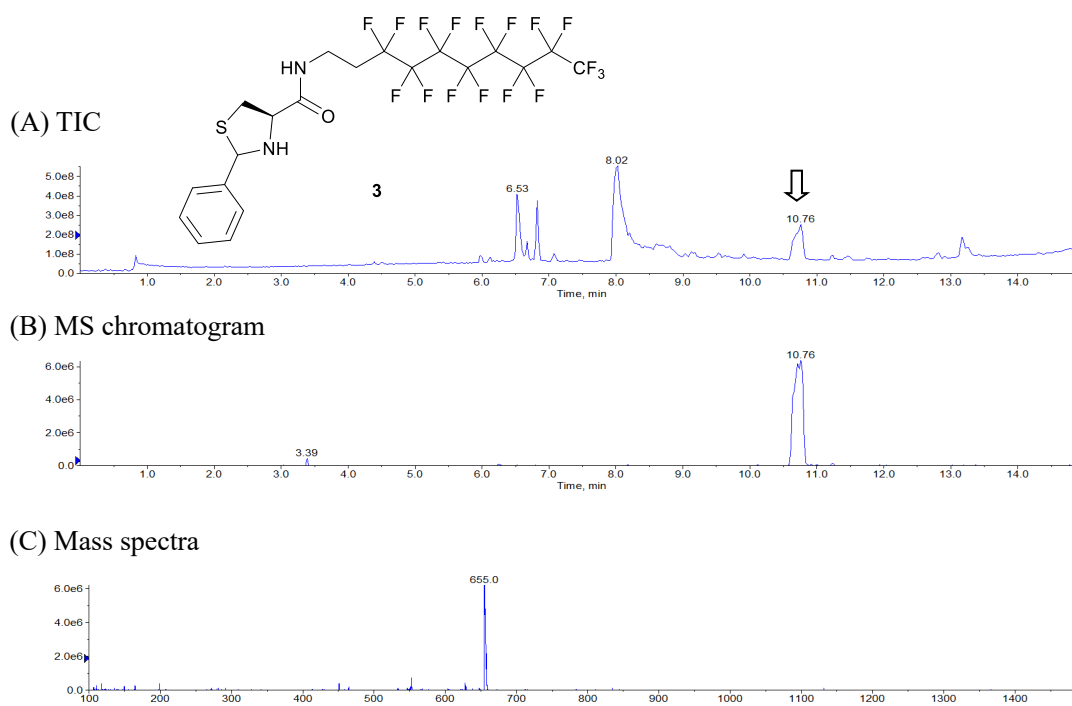 F F F F F F F F
HN
CF₃
F F F F F F
O
S
NH
3
(A) TIC
5.0e8
4.0e8
3.0e8
2.0e8
1.0e8
0.0
6.53
8.02
10.76
1.0 2.0 3.0 4.0 5.0 6.0 7.0 8.0 9.0 10.0 11.0 12.0 13.0 14.0
Time, min
(B) MS chromatogram
6.0e6
4.0e6
2.0e6
0.0
3.39
10.76
1.0 2.0 3.0 4.0 5.0 6.0 7.0 8.0 9.0 10.0 11.0 12.0 13.0 14.0
Time, min
(C) Mass spectra
6.0e6
4.0e6
2.0e6
0.0
655.0
100 200 300 400 500 600 700 800 900 1000 1100 1200 1300 1400